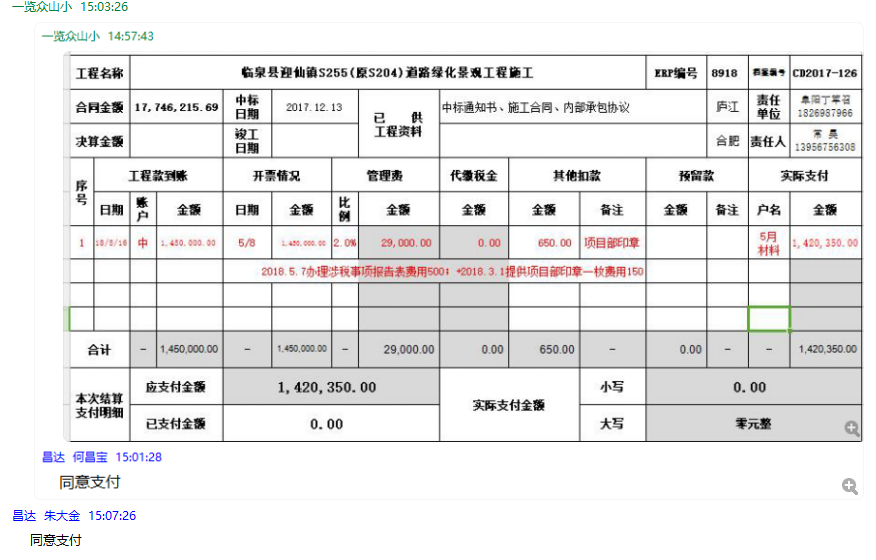 一览众山小 15:03:26
一览众山小 14:57:43
工程名称 临泉县迎仙镇S255(原S204)道路绿化景观工程施工 ERP编号 8918 档案编号 CD2017-126
合同金额 17,746,215.69 中标日期 2017.12.13 已供工程资料 中标通知书、施工合同、内部承包协议 庐江 责任单位 1826987966
决算金额 竣工日期 合肥 责任人 常昊 13956756308
序号 工程款到账 开票情况 管理费 代缴税金 其他扣款 预留款 实际支付
日期 账户 金额 日期 金额 比例 金额 金额 金额 备注 金额 备注 户名 金额
1 18/5/16 中 1,450,000.00 5/8 1,450,000.00 2.0% 29,000.00 0.00 650.00 项目部印章 5月材料 1,420,350.00
2018.5.7办理涉税事项报告表费用500；+2018.3.1提供项目部印章一枚费用150
合计 - 1,450,000.00 - 1,450,000.00 - 29,000.00 0.00 650.00 - 0.00 - - 1,420,350.00
本次结算支付明细 应支付金额 1,420,350.00 实际支付金额 小写 0.00
已支付金额 0.00 大写 零元整
昌达 何昌宝 15:01:28
同意支付
昌达 朱大金 15:07:26
同意支付